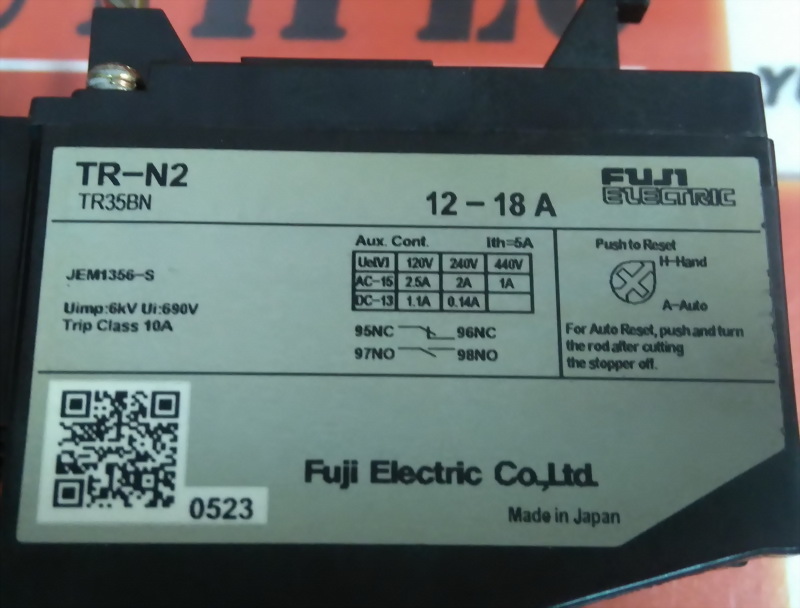 TR-N2
TR35BN
12-18 A
FUJI
ELECTRIC
JEM1356-S
Uimp:6kV Ui:690V
Trip Class 10A
Aux. Cont. Ith=5A
Ue[V] 120V 240V 440V
AC-15 2.5A 2A 1A
DC-13 1.1A 0.14A
95NC 96NC
97NO 98NO
Push to Reset
H-Hand
A-Auto
For Auto Reset, push and turn
the rod after cutting
the stopper off.
0523
Fuji Electric Co.,Ltd.
Made in Japan